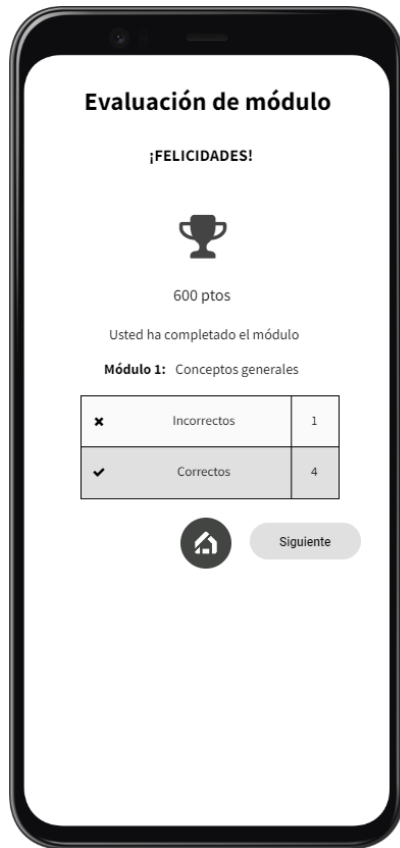 Evaluación de módulo
¡FELICIDADES!
600 ptos
Usted ha completado el módulo
Módulo 1: Conceptos generales
Incorrectos 1
Correctos 4
Siguiente